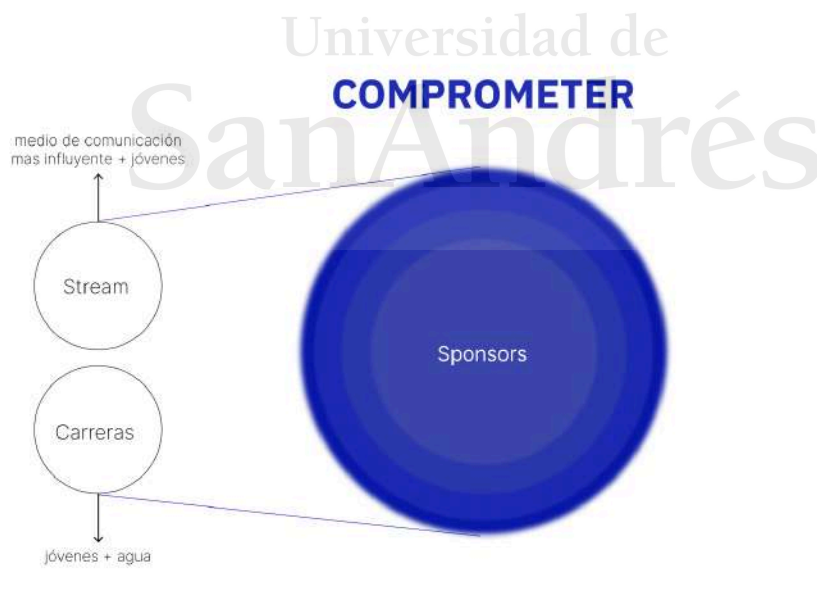 Universidad de
SanAndrés
COMPROMETER
medio de comunicación
mas influyente + jóvenes
Stream
Sponsors
Carreras
jóvenes + agua